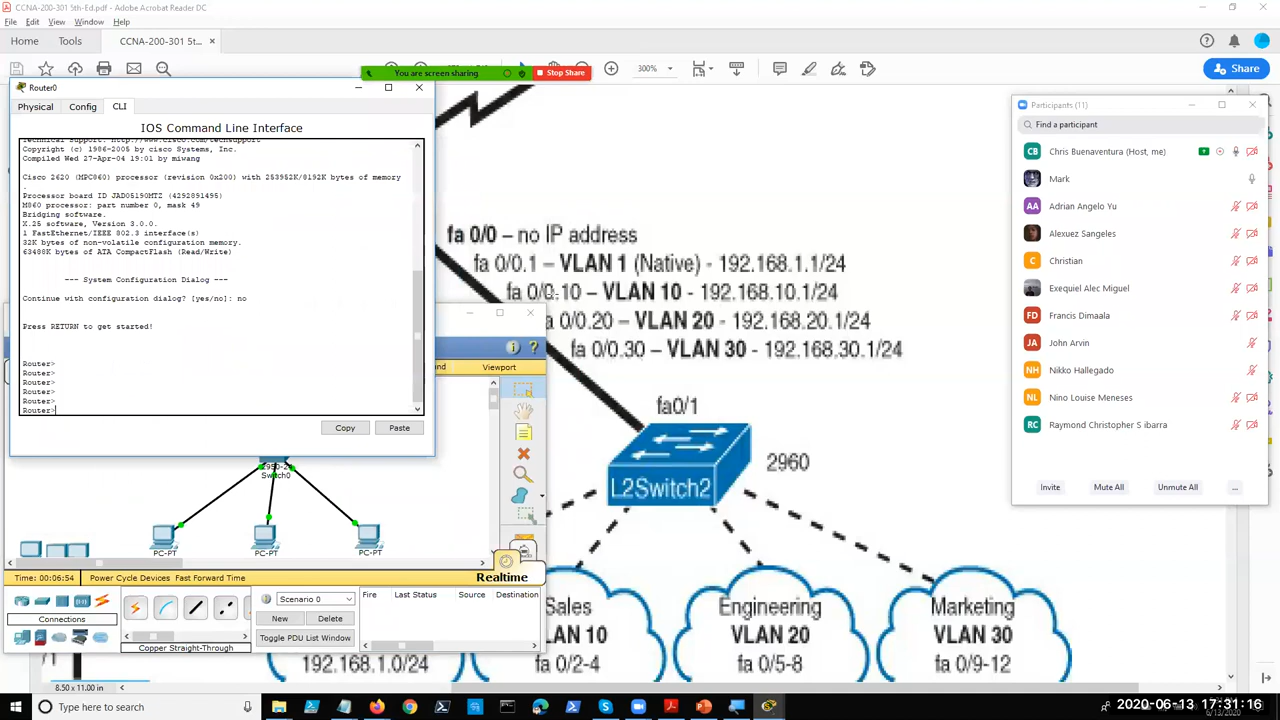 CCNA-200-301 5th-Ed.pdf - Adobe Acrobat Reader DC
File Edit View Window Help
Home Tools CCNA-200-301 5t... ×
300%
Share
You are screen sharing
Stop Share
Router0
Physical Config CLI
IOS Command Line Interface
Copyright (c) 1986-2005 by cisco Systems, Inc.
Compiled Wed 27-Apr-04 19:01 by miwang
Cisco 2620 (MPC860) processor (revision 0x200) with 253952K/8192K bytes of memory
.
Processor board ID JAD05190MTZ (4292891495)
M860 processor: part number 0, mask 49
Bridging software.
X.25 software, Version 3.0.0.
1 FastEthernet/IEEE 802.3 interface(s)
32K bytes of non-volatile configuration memory.
63488K bytes of ATA CompactFlash (Read/Write)
--- System Configuration Dialog ---
Continue with configuration dialog? [yes/no]: no
Press RETURN to get started!
Router>
Router>
Router>
Router>
Router>
Router>
Copy Paste
fa 0/0 – no IP address
fa 0/0.1 – VLAN 1 (Native) - 192.168.1.1/24
fa 0/0.10 – VLAN 10 - 192.168.10.1/24
a 0/0.20 – VLAN 20 - 192.168.20.1/24
fa 0/0.30 – VLAN 30 - 192.168.30.1/24
fa0/1
L2Switch2
2960
Sales
VLAN 10
fa 0/2-4
Engineering
VLAN 20
fa 0/5-8
Marketing
VLAN 30
fa 0/9-12
192.168.1.0/24
Viewport
2950-24
Switch0
PC-PT
PC-PT
PC-PT
Time: 00:06:54 Power Cycle Devices Fast Forward Time
Realtime
Connections
Copper Straight-Through
Scenario 0
New Delete
Toggle PDU List Window
Fire Last Status Source Destination
Participants (11)
Find a participant
CB Chris Buenaventura (Host, me)
Mark
AA Adrian Angelo Yu
Alexuez Sangeles
Christian
Exequiel Alec Miguel
FD Francis Dimaala
JA John Arvin
NH Nikko Hallegado
NL Nino Louise Meneses
RC Raymond Christopher S ibarra
Invite Mute All Unmute All ...
8.50 x 11.00 in
Type here to search
2020-06-13 17:31:16